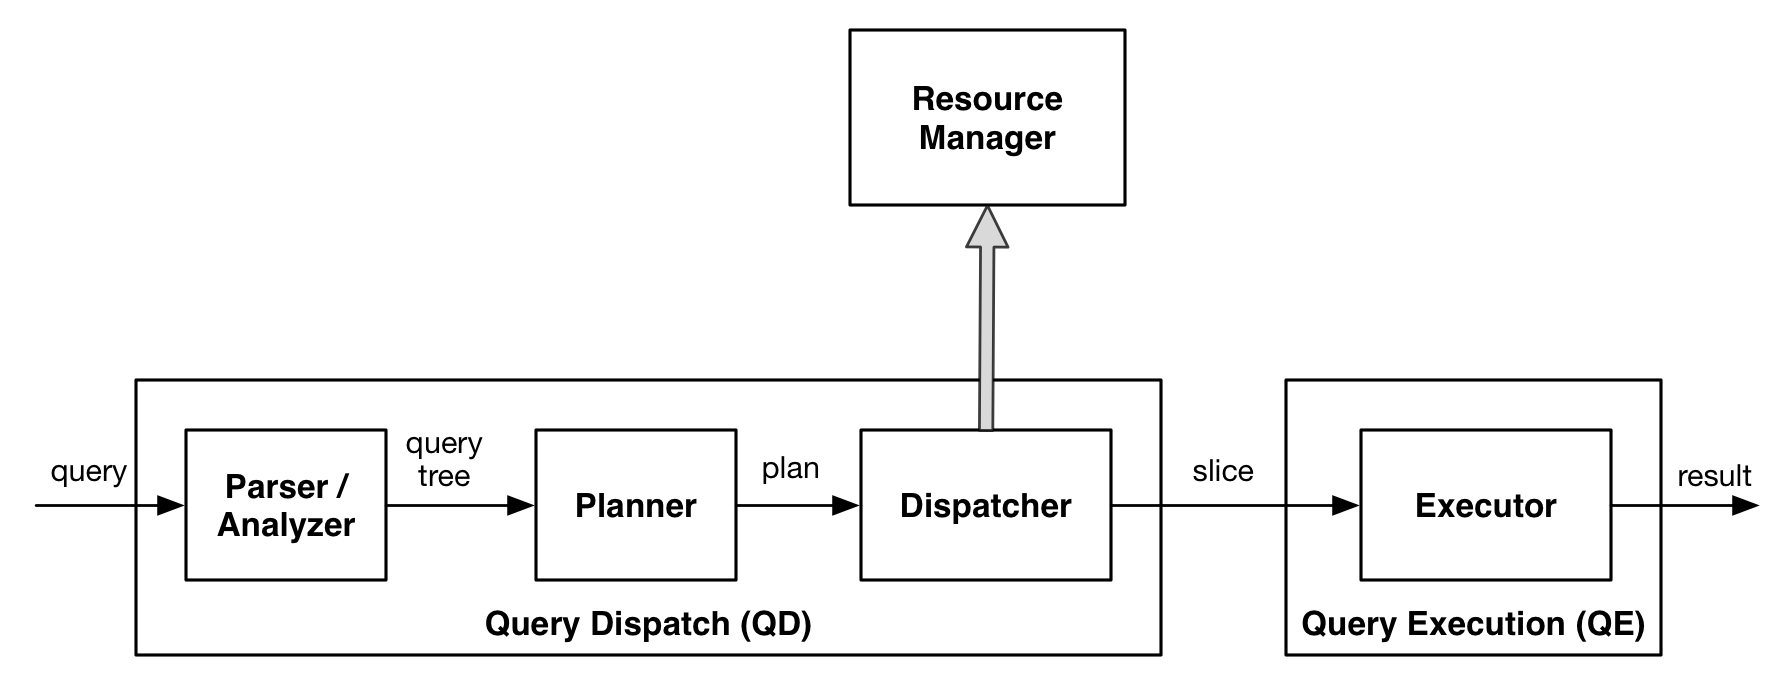 Resource
Manager
query
Parser /
Analyzer
query
tree
Planner
plan
Dispatcher
slice
Executor
result
Query Dispatch (QD)
Query Execution (QE)